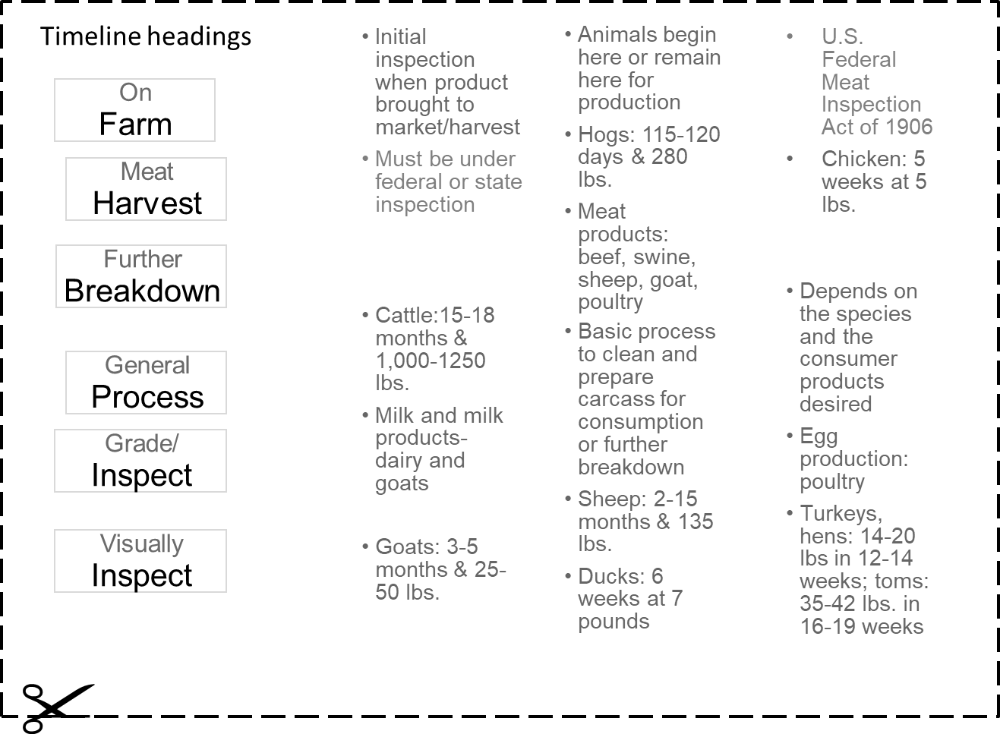 Timeline headings
On
Farm
Meat
Harvest
Further
Breakdown
General
Process
Grade/
Inspect
Visually
Inspect
• Initial
inspection
when product
brought to
market/harvest
• Must be under
federal or state
inspection
• Cattle:15-18
months &
1,000-1250
lbs.
• Milk and milk
products-
dairy and
goats
• Goats: 3-5
months & 25-
50 lbs.
• Animals begin
here or remain
here for
production
• Hogs: 115-120
days & 280
lbs.
• Meat
products:
beef, swine,
sheep, goat,
poultry
• Basic process
to clean and
prepare
carcass for
consumption
or further
breakdown
• Sheep: 2-15
months & 135
lbs.
• Ducks: 6
weeks at 7
pounds
• U.S.
Federal
Meat
Inspection
Act of 1906
• Chicken: 5
weeks at 5
lbs.
• Depends on
the species
and the
consumer
products
desired
• Egg
production:
poultry
• Turkeys,
hens: 14-20
lbs in 12-14
weeks; toms:
35-42 lbs. in
16-19 weeks